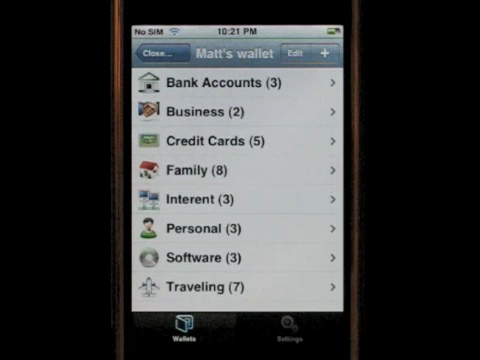 No SIM 10:21 PM
Close... Matt's wallet Edit +
Bank Accounts (3)
Business (2)
Credit Cards (5)
Family (8)
Interent (3)
Personal (3)
Software (3)
Traveling (7)
Wallets Settings